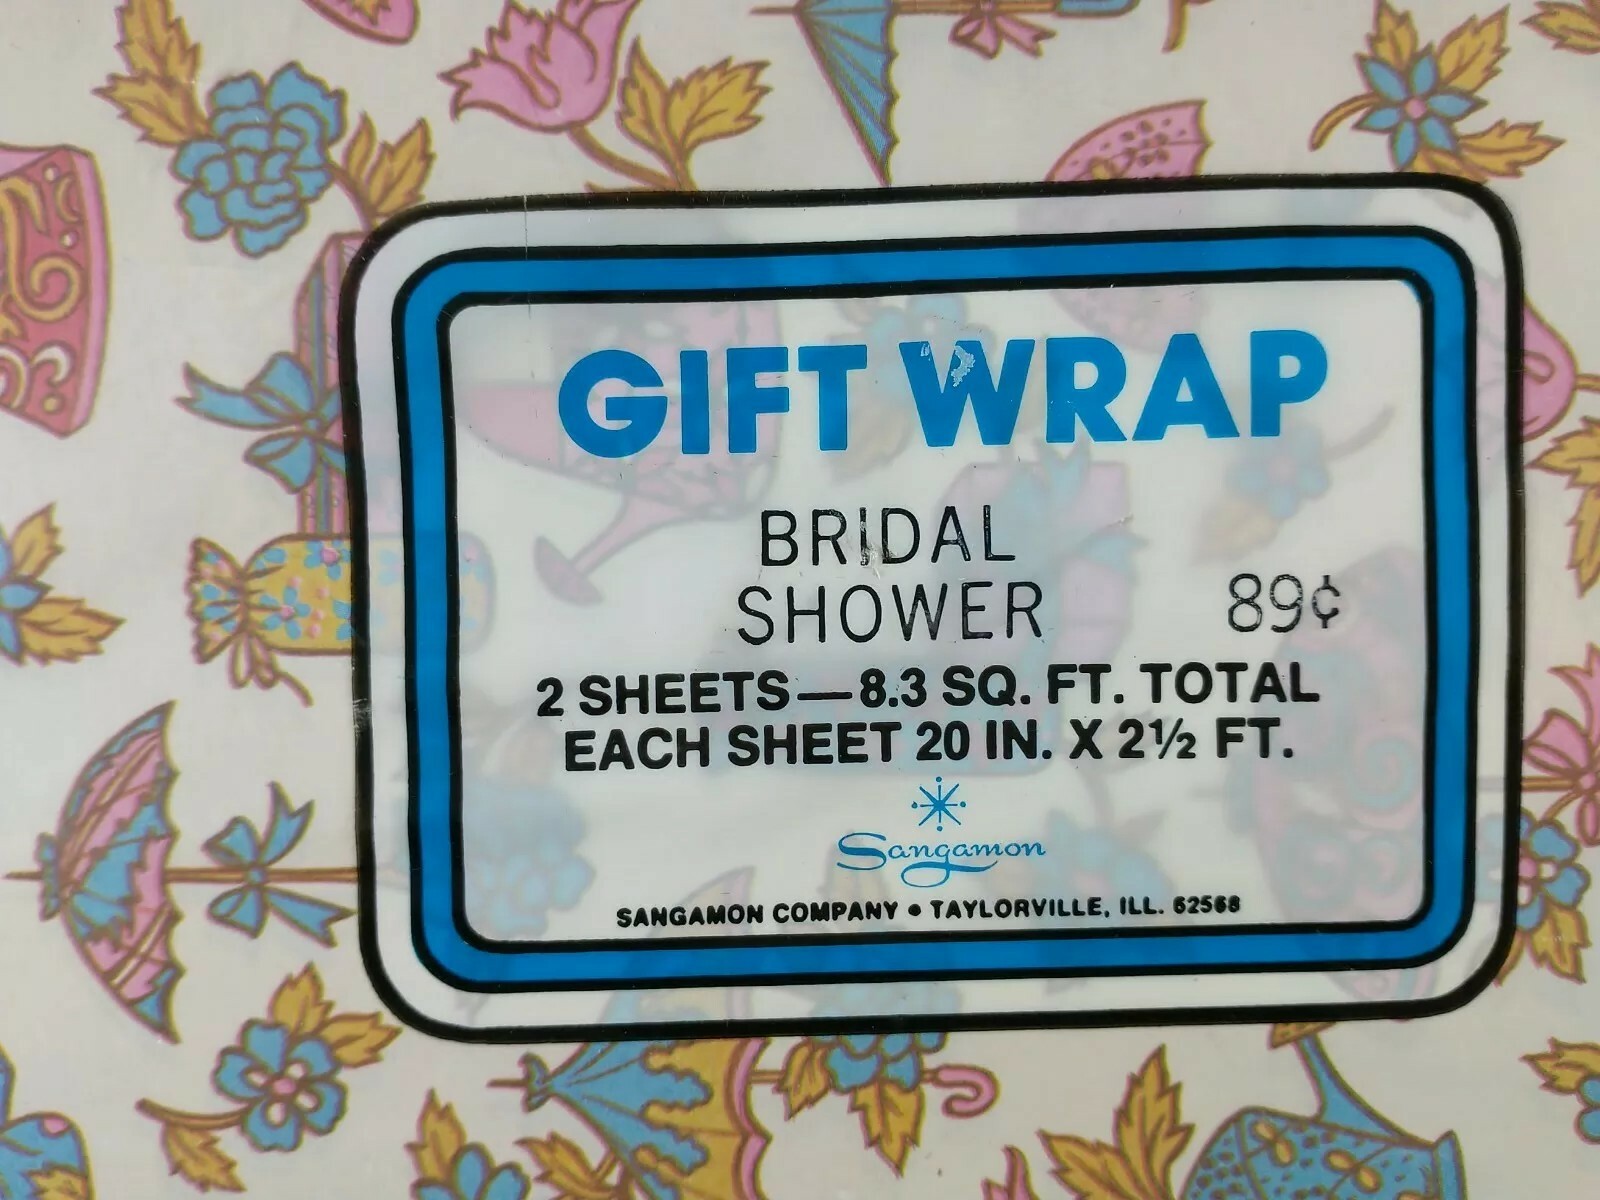 GIFT WRAP
BRIDAL
SHOWER 89¢
2 SHEETS—8.3 SQ. FT. TOTAL
EACH SHEET 20 IN. X 2½ FT.
Sangamon
SANGAMON COMPANY • TAYLORVILLE, ILL. 62568